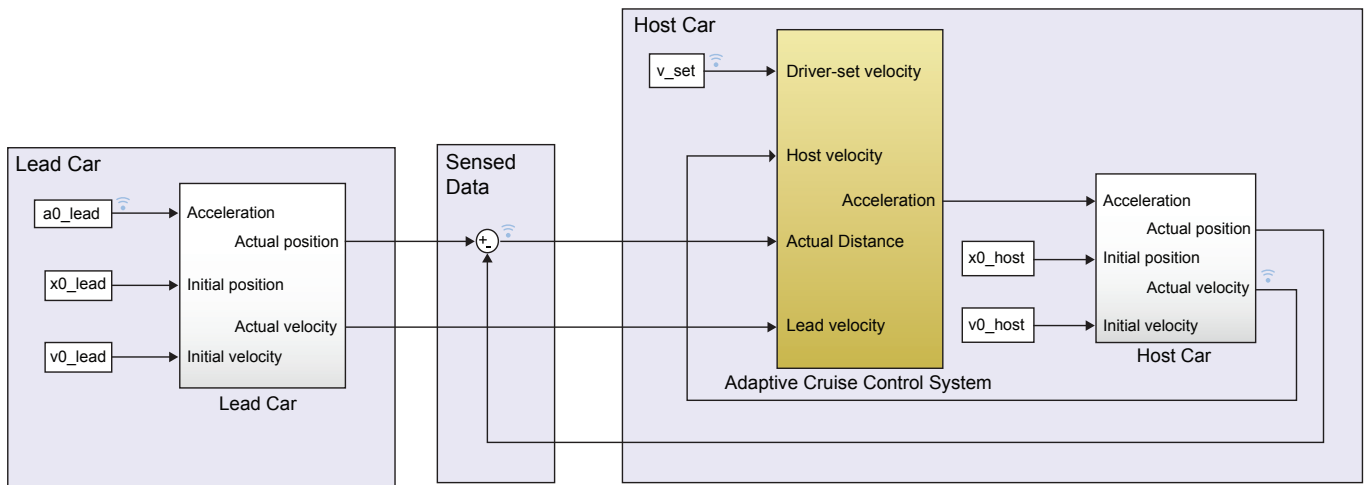 Lead Car
a0_lead
x0_lead
v0_lead
Acceleration
Actual position
Initial position
Actual velocity
Initial velocity
Lead Car
Sensed
Data
+
-
Host Car
v_set
Driver-set velocity
Host velocity
Acceleration
Actual Distance
Lead velocity
Adaptive Cruise Control System
x0_host
v0_host
Acceleration
Actual position
Initial position
Actual velocity
Initial velocity
Host Car